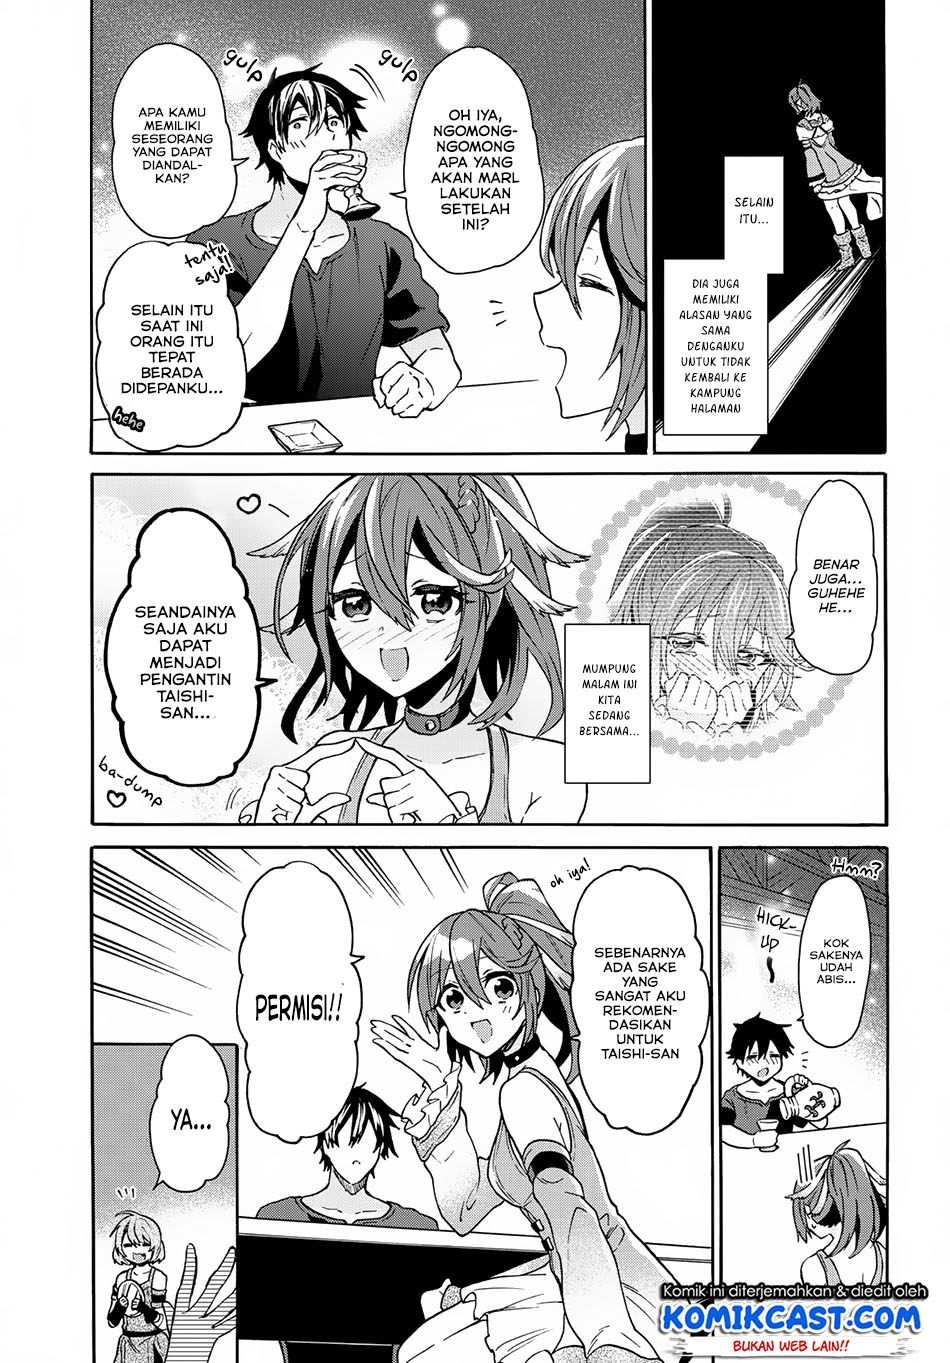 SELAIN
ITU...
DIA JUGA
MEMILIKI
ALASAN YANG
SAMA
DENGANKU
UNTUK TIDAK
KEMBALI KE
KAMPUNG
HALAMAN
OH IYA,
NGOMONG-
NGOMONG
APA YANG
AKAN MARL
LAKUKAN
SETELAH
INI?
gulp
gulp
APA KAMU
MEMILIKI
SESEORANG
YANG DAPAT
DIANDAL-
KAN?
tentu
saja!
SELAIN ITU
SAAT INI
ORANG ITU
TEPAT
BERADA
DIDEPANKU...
hehe
BENAR
JUGA...
GUHEHE
HE...
MUMPUNG
MALAM INI
KITA
SEDANG
BERSAMA...
SEANDAINYA
SAJA AKU
DAPAT
MENJADI
PENGANTIN
TAISHI-
SAN...
ba-dump
Hmm?
HICK-
UP
KOK
SAKENYA
UDAH
ABIS...
oh iya!
SEBENARNYA
ADA SAKE
YANG
SANGAT AKU
REKOMEN-
DASIKAN
UNTUK
TAISHI-SAN
PERMISI!!
YA...
Komik ini diterjemahkan & diedit oleh
KOMIKCAST.COM
BUKAN WEB LAIN!!